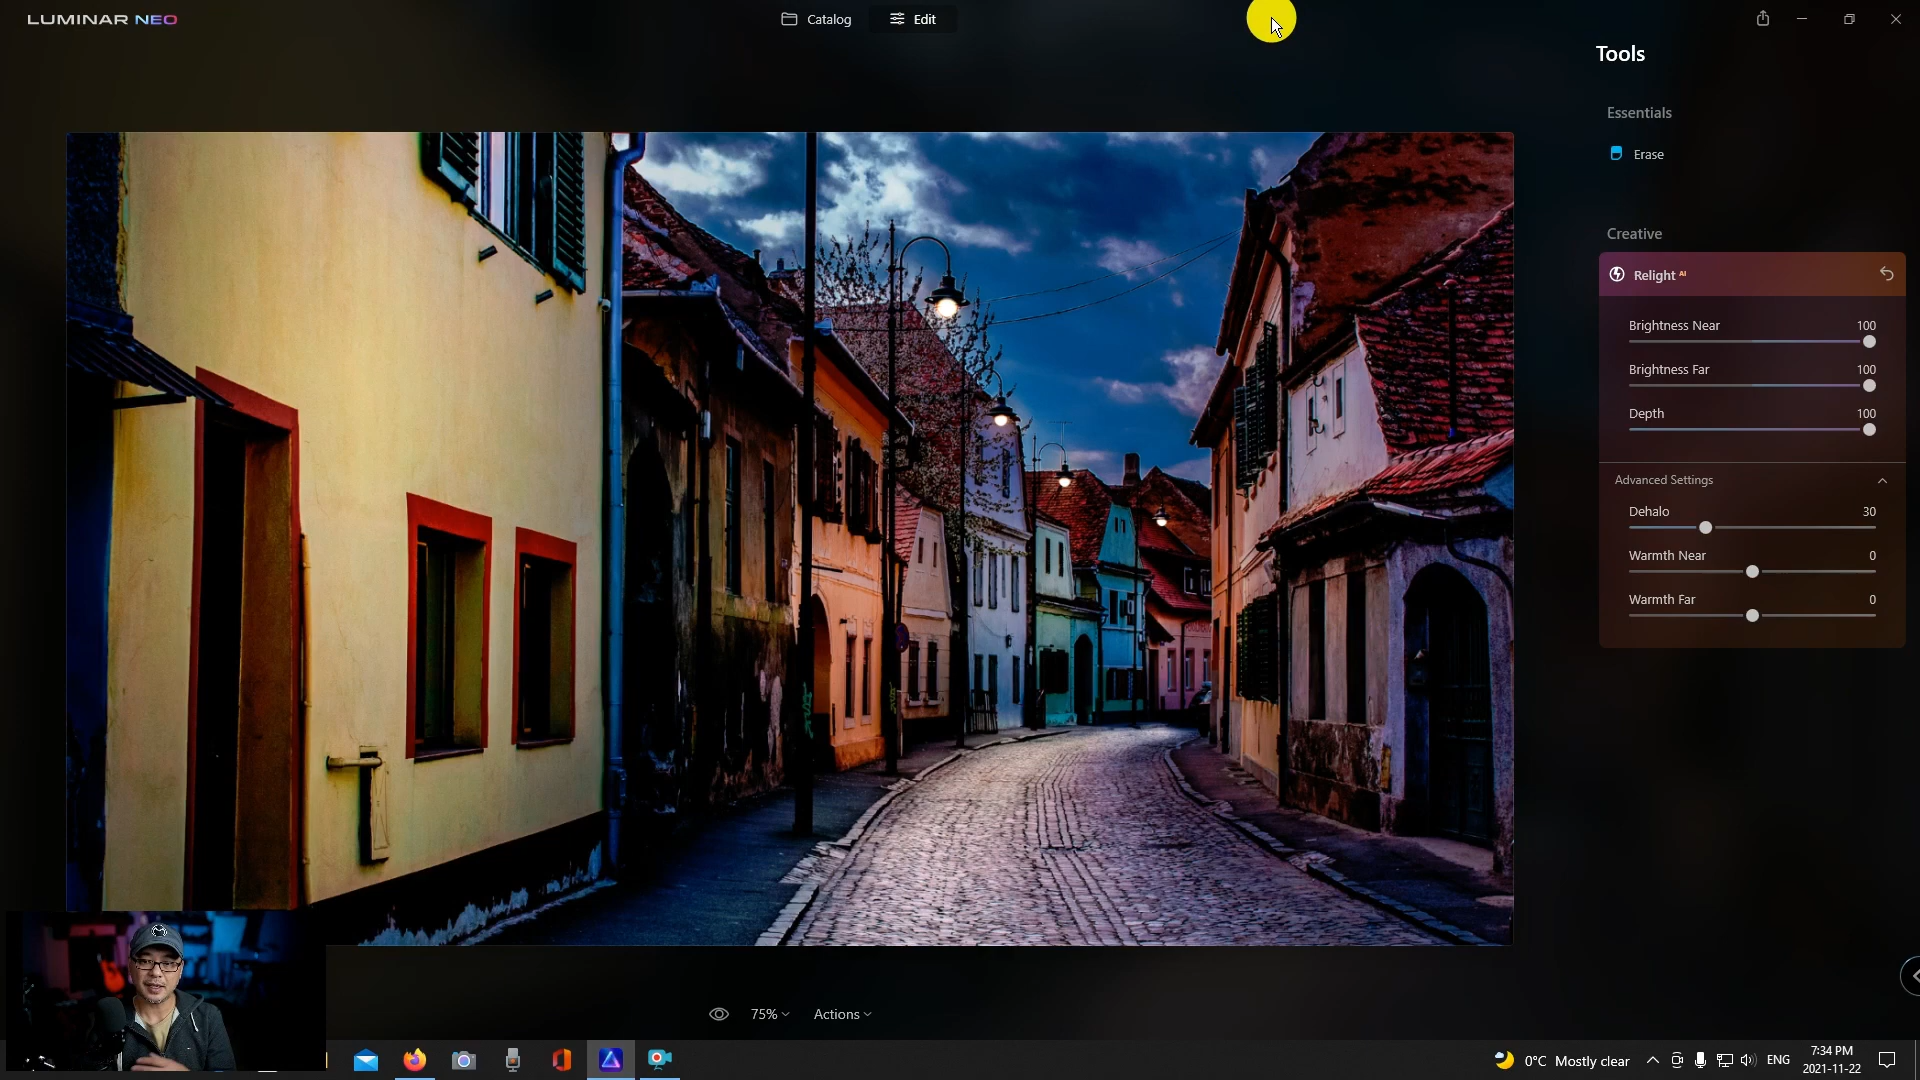 LUMINAR NEO
Catalog
Edit
Tools
Essentials
Erase
Creative
Relight AI
Brightness Near 100
Brightness Far 100
Depth 100
Advanced Settings
Dehalo 30
Warmth Near 0
Warmth Far 0
75%
Actions
0°C Mostly clear
ENG
7:34 PM
2021-11-22